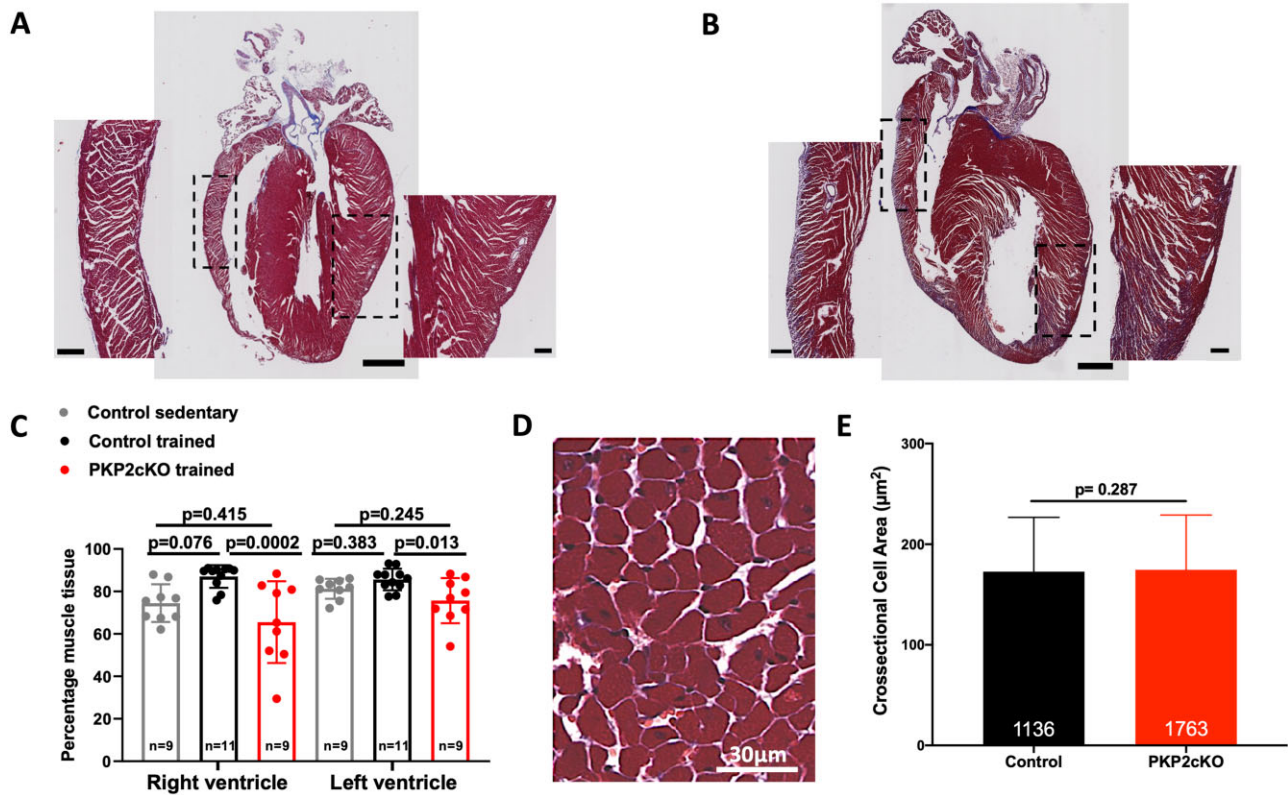 A
B
C
Control sedentary
Control trained
PKP2cKO trained
p=0.415
p=0.245
p=0.076 p=0.0002 p=0.383 p=0.013
Percentage muscle tissue
100
80
60
40
20
0
n=9 n=11 n=9 n=9 n=11 n=9
Right ventricle Left ventricle
D
30µm
E
Crossectional Cell Area (µm²)
300
200
100
0
p= 0.287
1136 1763
Control PKP2cKO